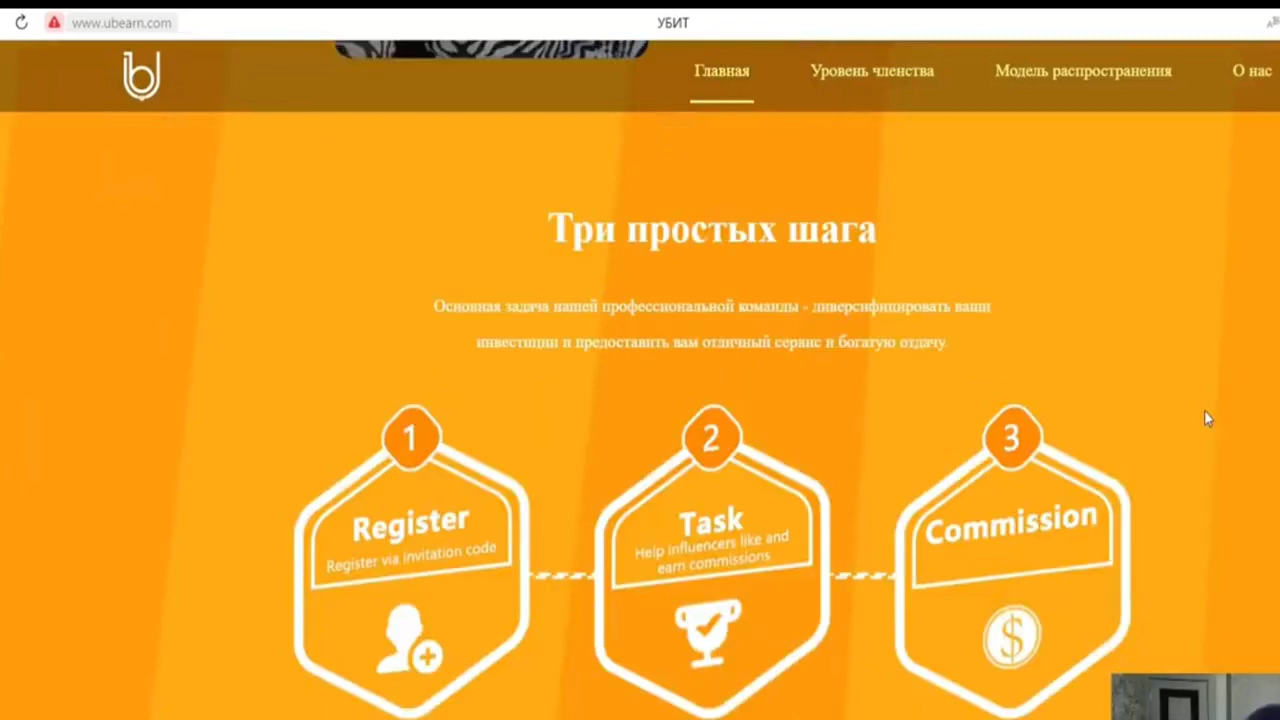 www.ubearn.com
УБИТ
Главная
Уровень членства
Модель распространения
О нас
Три простых шага
Основная задача нашей профессиональной команды - диверсифицировать ваши
инвестиции и предоставить вам отличный сервис и богатую отдачу.
1
2
3
Register
Register via invitation code
Task
Help influencers like and
earn commissions
Commission